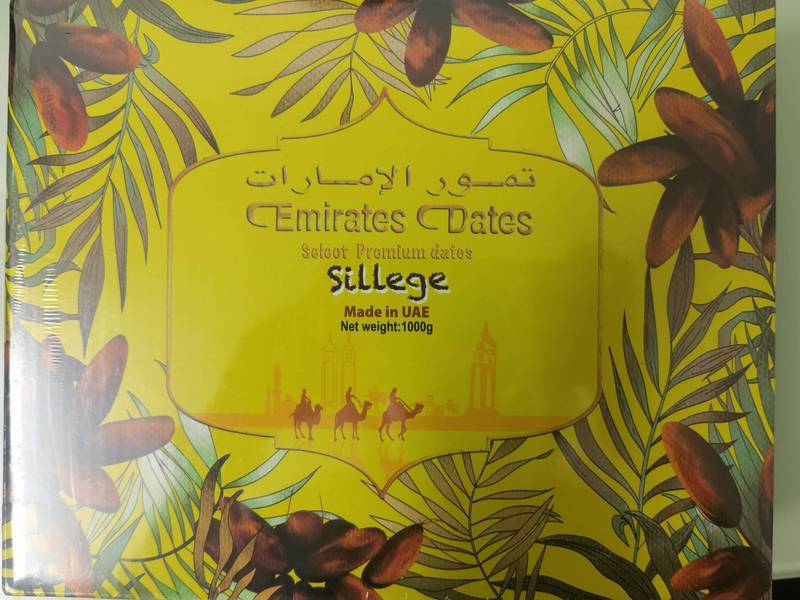 تمور الإمارات
Emirates Dates
Select Premium dates
Sillege
Made in UAE
Net weight:1000g